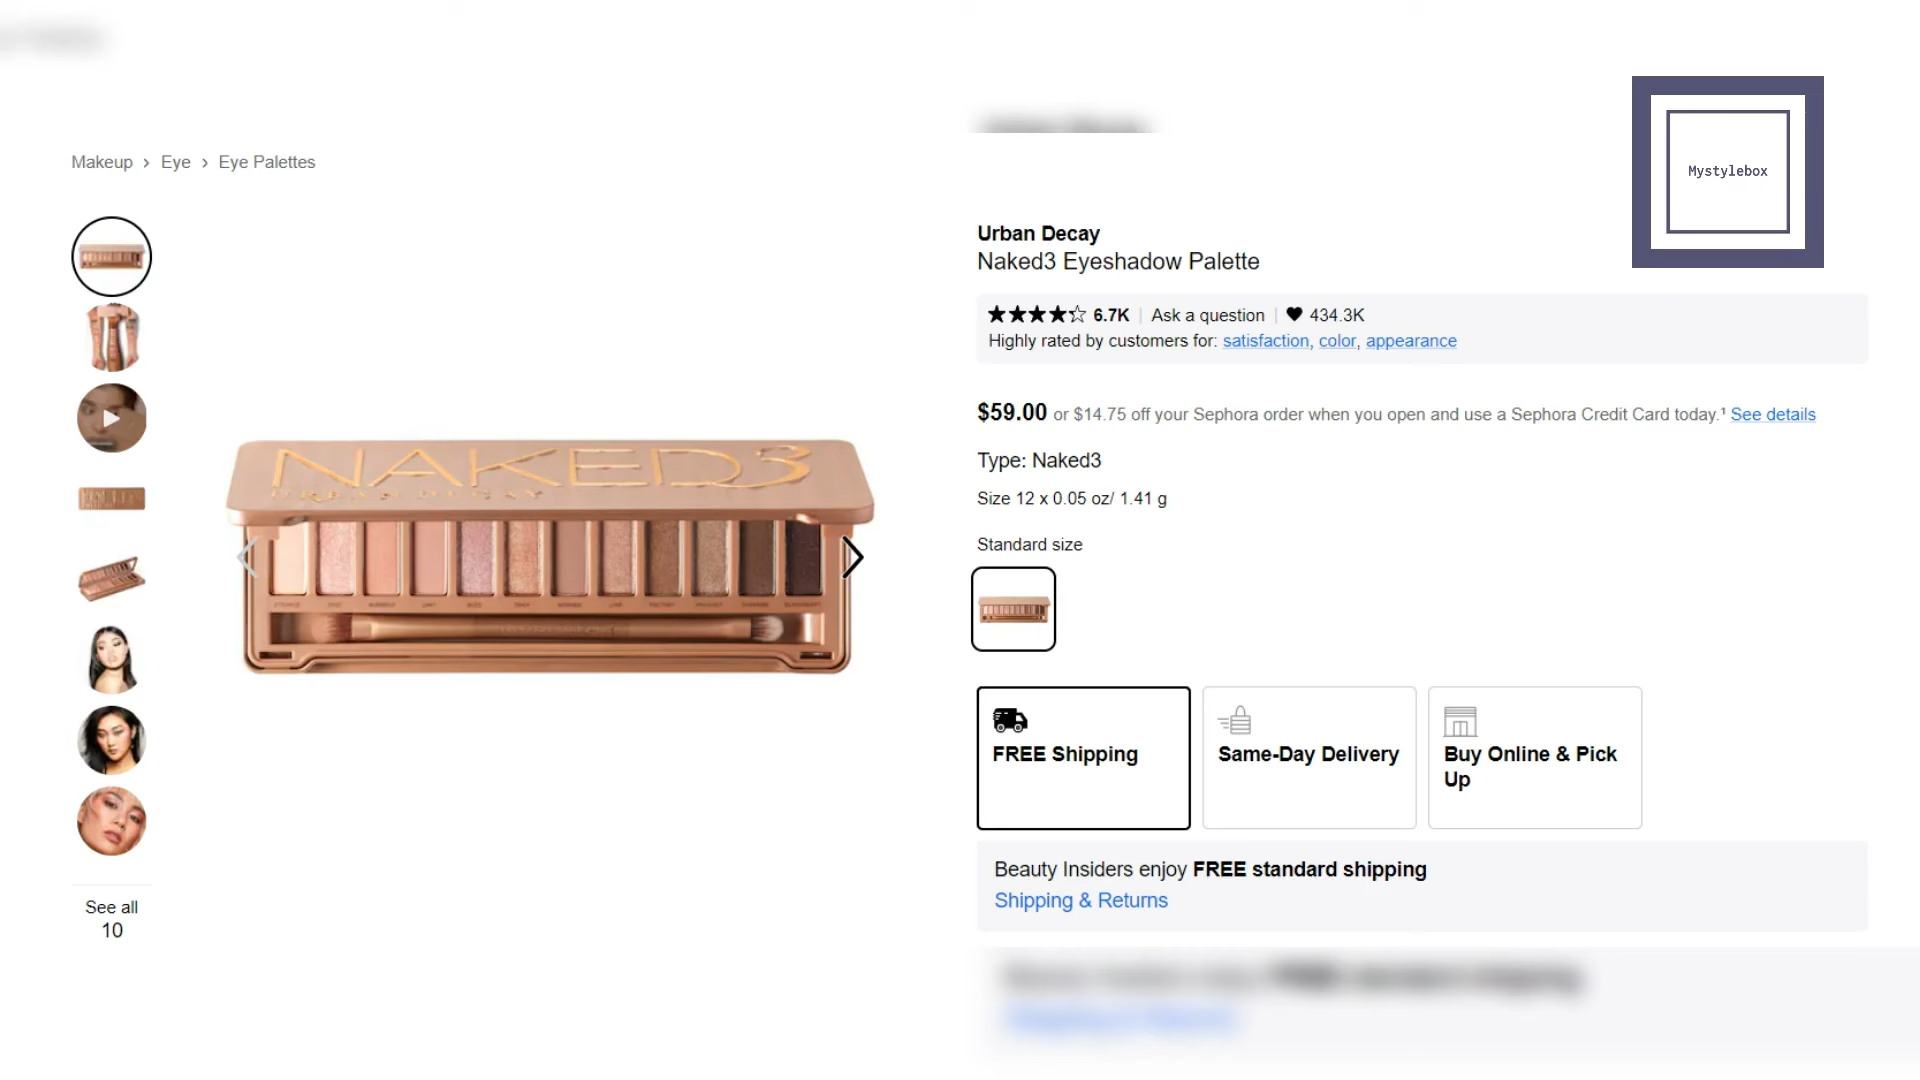 Makeup > Eye > Eye Palettes
Mystylebox
Urban Decay
Naked3 Eyeshadow Palette
6.7K | Ask a question | 434.3K
Highly rated by customers for: satisfaction, color, appearance
$59.00 or $14.75 off your Sephora order when you open and use a Sephora Credit Card today.¹ See details
Type: Naked3
Size 12 x 0.05 oz/ 1.41 g
Standard size
NAKED3
URBAN DECAY
FREE Shipping
Same-Day Delivery
Buy Online & Pick
Up
Beauty Insiders enjoy FREE standard shipping
Shipping & Returns
See all
10